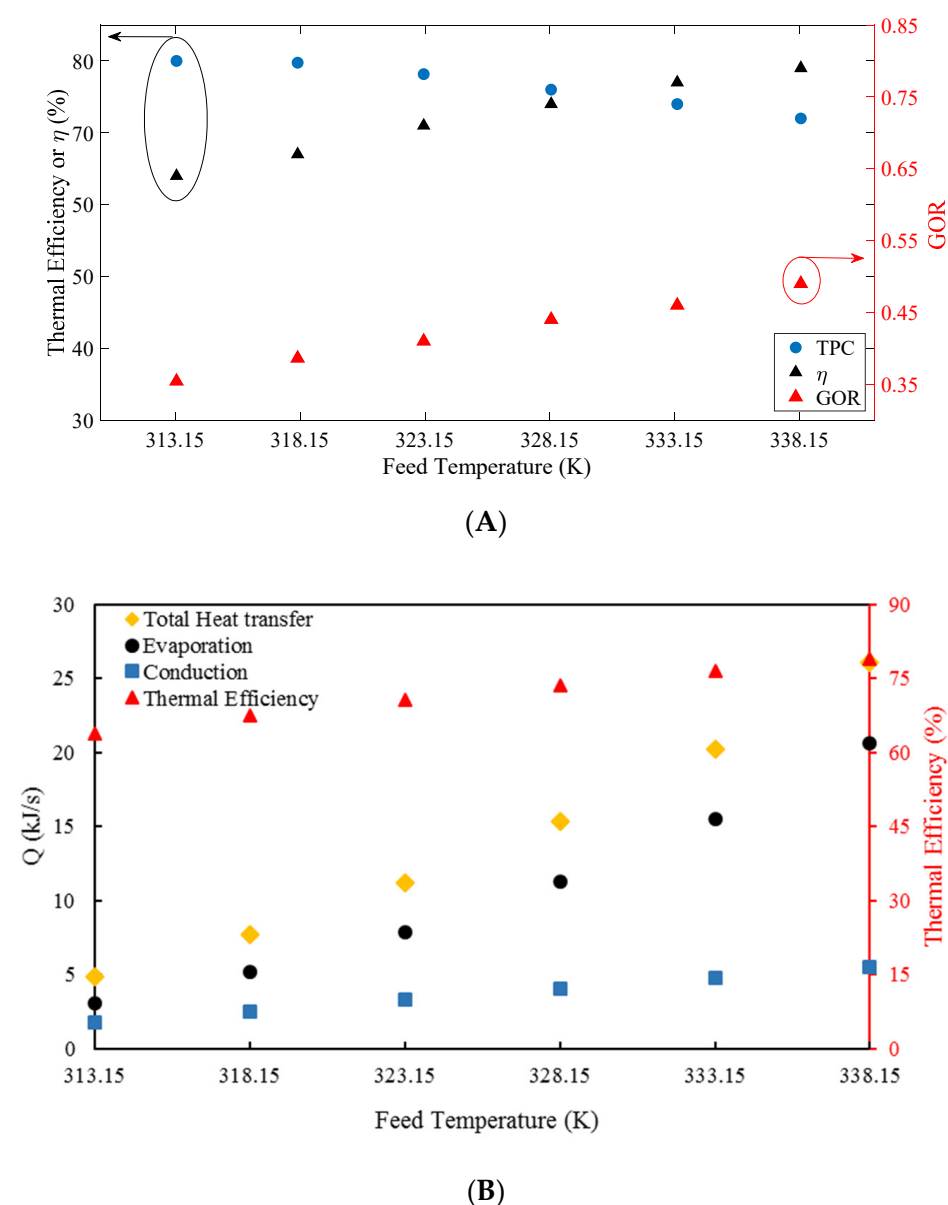 80
70
50
50
40
30
Thermal Efficiency or η (%)
0.85
0.75
0.65
0.55
0.45
0.35
GOR
TPC
η
GOR
313.15 318.15 323.15 328.15 333.15 338.15
Feed Temperature (K)
(A)
30
25
20
15
10
5
0
Q (kJ/s)
Total Heat transfer
Evaporation
Conduction
Thermal Efficiency
90
75
60
45
30
15
0
Thermal Efficiency (%)
313.15 318.15 323.15 328.15 333.15 338.15
Feed Temperature (K)
(B)